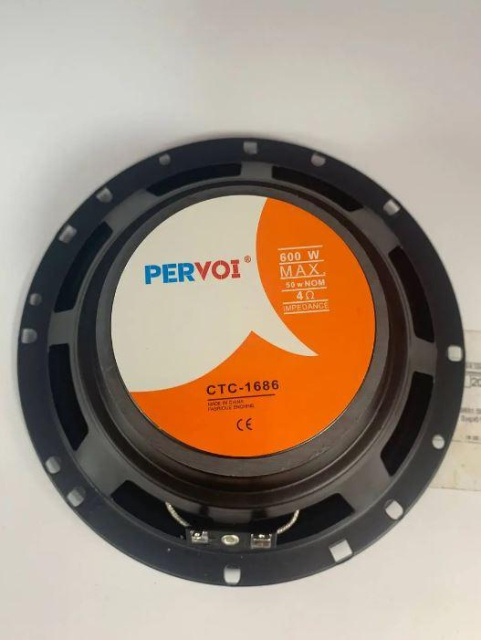 PERVOI®
600 W
MAX.
50 W NOM
4Ω
IMPEDANCE
CTC-1686
MADE IN CHINA
CE